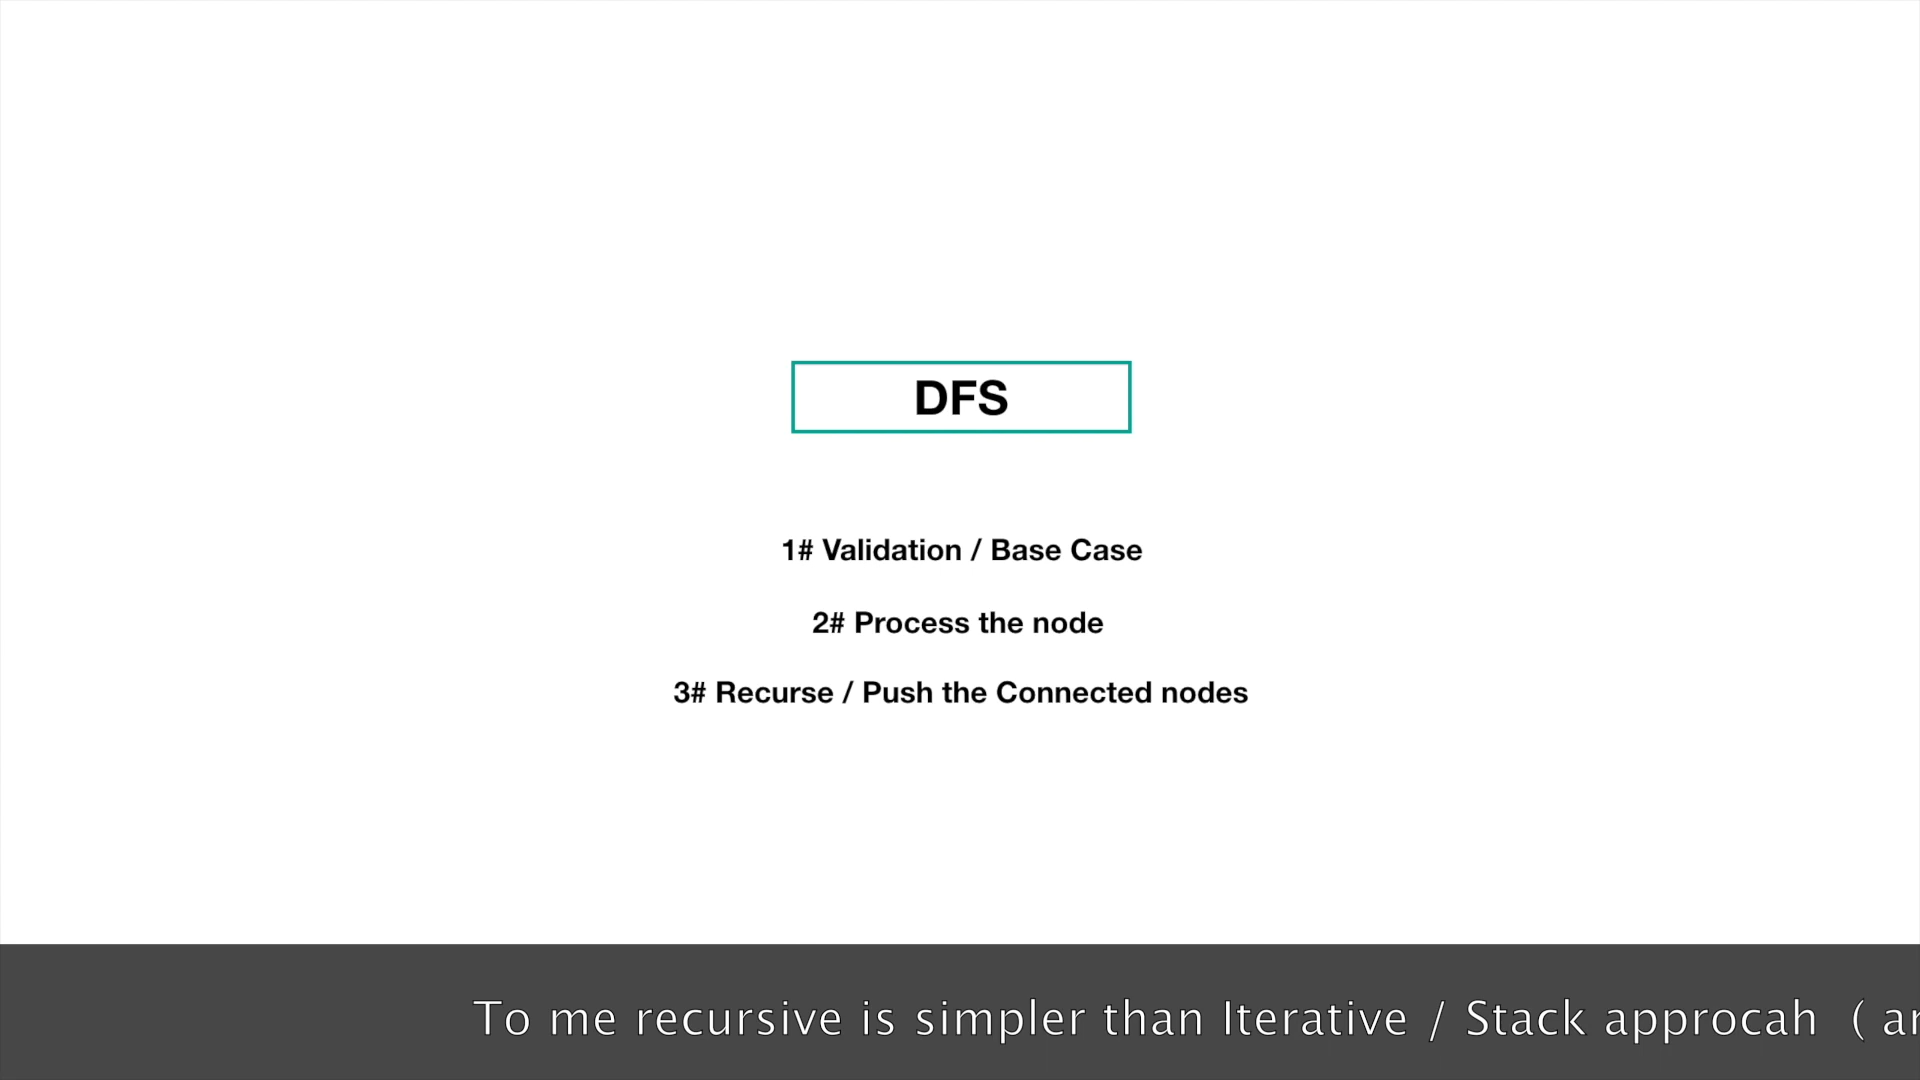 DFS
1# Validation / Base Case
2# Process the node
3# Recurse / Push the Connected nodes
To me recursive is simpler than Iterative / Stack approcah (